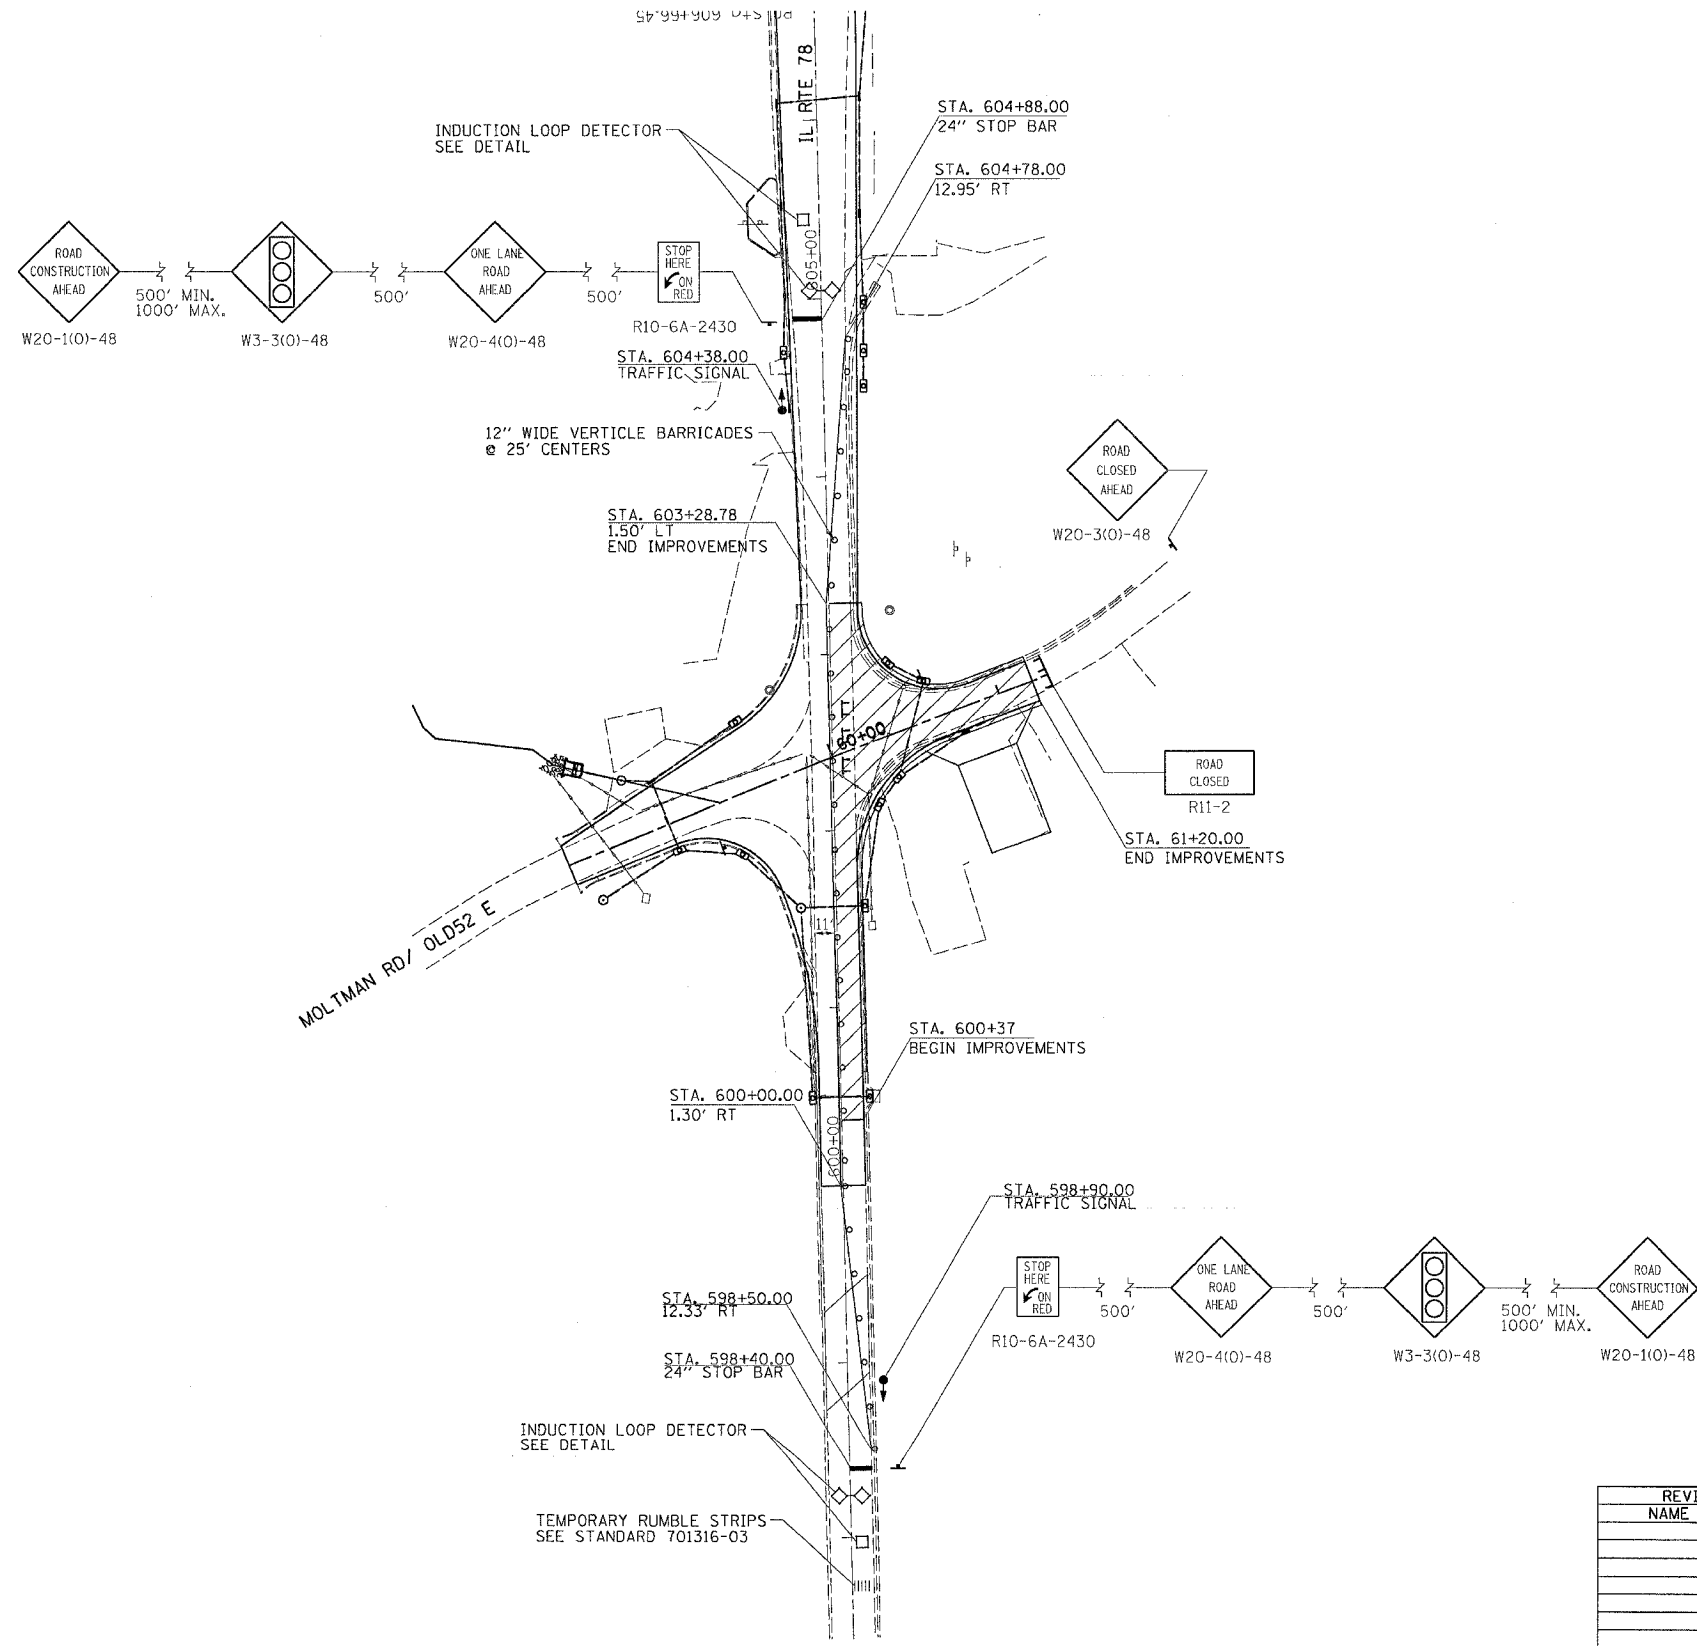 PO Sta 606+66.45
IL RTE 78
STA. 604+88.00
24" STOP BAR
INDUCTION LOOP DETECTOR
SEE DETAIL
STA. 604+78.00
12.95' RT
605+00
ROAD
CONSTRUCTION
AHEAD
500' MIN.
1000' MAX.
500'
ONE LANE
ROAD
AHEAD
500'
STOP
HERE
ON
RED
W20-1(O)-48
W3-3(O)-48
W20-4(O)-48
R10-6A-2430
STA. 604+38.00
TRAFFIC SIGNAL
12" WIDE VERTICLE BARRICADES
@ 25' CENTERS
ROAD
CLOSED
AHEAD
W20-3(O)-48
STA. 603+28.78
1.50' LT
END IMPROVEMENTS
60+00
ROAD
CLOSED
R11-2
STA. 61+20.00
END IMPROVEMENTS
MOLTMAN RD/ OLD52 E
11'
STA. 600+37
BEGIN IMPROVEMENTS
STA. 600+00.00
1.30' RT
600+00
STA. 598+90.00
TRAFFIC SIGNAL
STOP
HERE
ON
RED
500'
ONE LANE
ROAD
AHEAD
500'
500' MIN.
1000' MAX.
ROAD
CONSTRUCTION
AHEAD
R10-6A-2430
W20-4(O)-48
W3-3(O)-48
W20-1(O)-48
STA. 598+50.00
12.33' RT
STA. 598+40.00
24" STOP BAR
INDUCTION LOOP DETECTOR
SEE DETAIL
TEMPORARY RUMBLE STRIPS
SEE STANDARD 701316-03
REVI
NAME